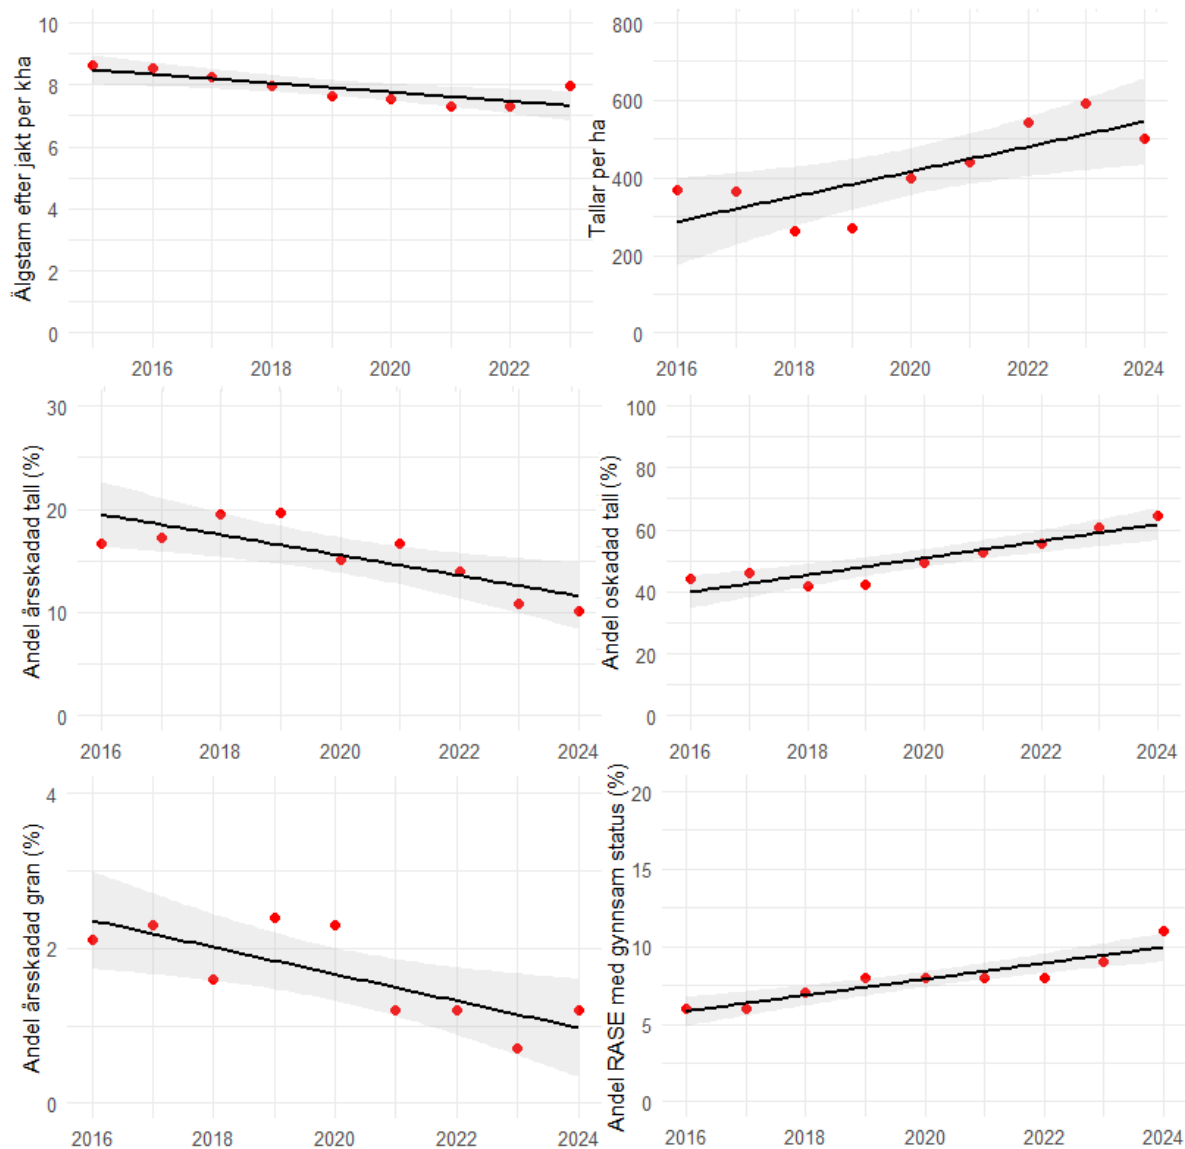 Älgstam efter jakt per kha
10
8
6
4
2
0
2016 2018 2020 2022
Tallar per ha
800
600
400
200
0
2016 2018 2020 2022 2024
Andel årsskadad tall (%)
30
20
10
0
2016 2018 2020 2022 2024
Andel oskadad tall (%)
100
80
60
40
20
0
2016 2018 2020 2022 2024
Andel årsskadad gran (%)
4
2
0
2016 2018 2020 2022 2024
Andel RASE med gynnsam status (%)
20
15
10
5
0
2016 2018 2020 2022 2024